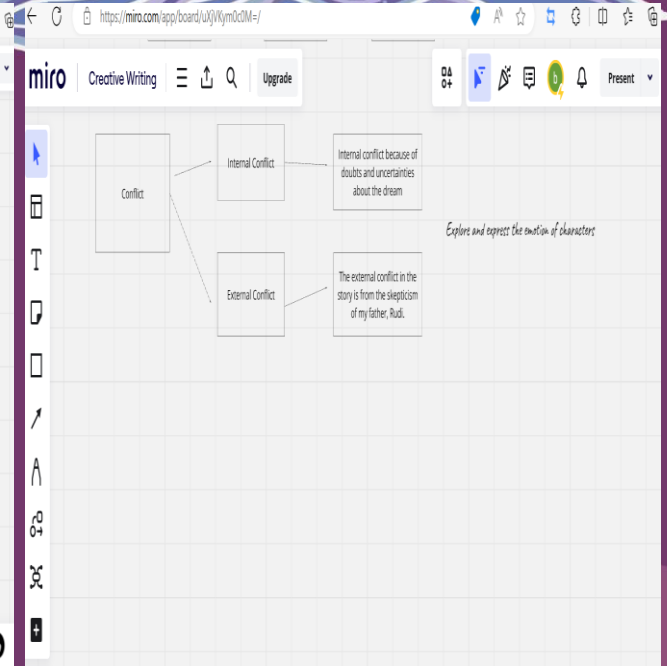 https://miro.com/app/board/uXjVKym0c0M=/
miro
Creative Writing
Upgrade
Present
Conflict
Internal Conflict
Internal conflict because of
doubts and uncertainties
about the dream
Explore and express the emotion of characters
External Conflict
The external conflict in the
story is from the skepticism
of my father, Rudi.